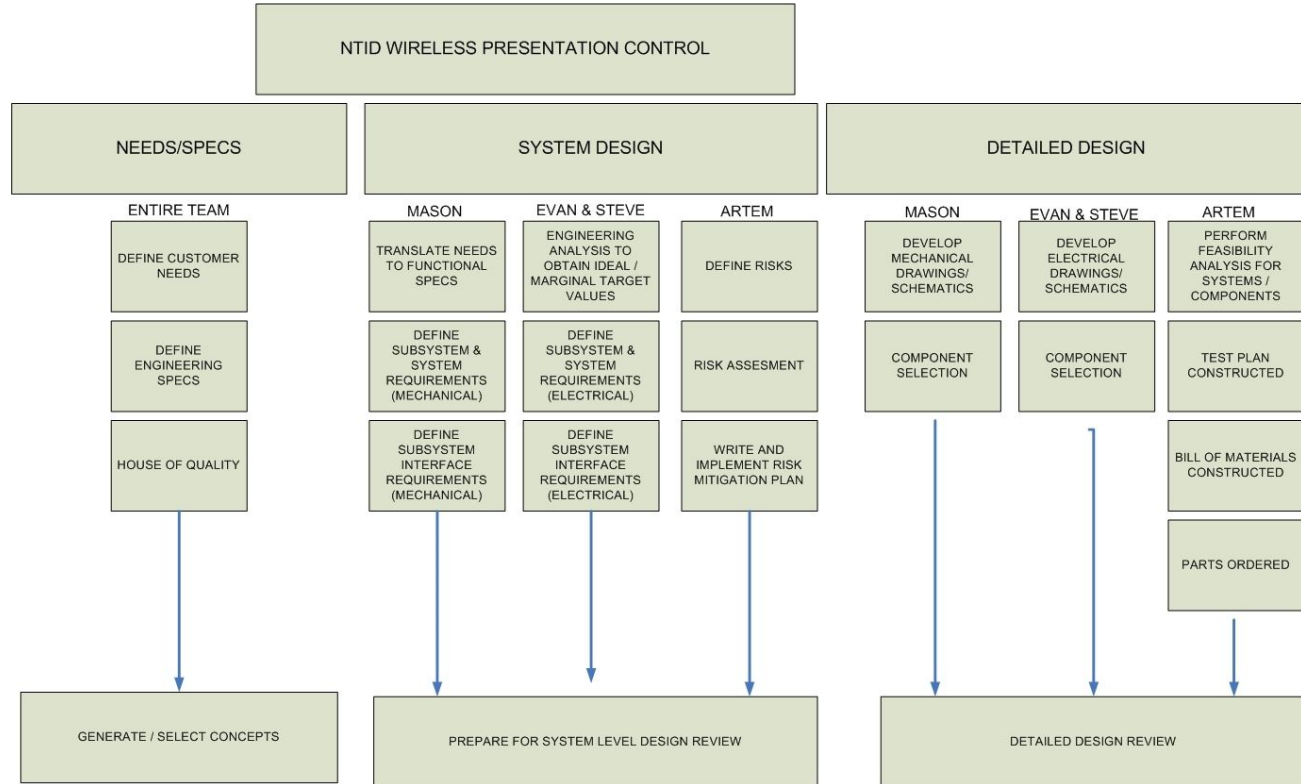 NTID WIRELESS PRESENTATION CONTROL
NEEDS/SPECS
ENTIRE TEAM
DEFINE CUSTOMER
NEEDS
DEFINE
ENGINEERING
SPECS
HOUSE OF QUALITY
GENERATE / SELECT CONCEPTS
SYSTEM DESIGN
MASON
TRANSLATE NEEDS
TO FUNCTIONAL
SPECS
DEFINE
SUBSYSTEM &
SYSTEM
REQUIREMENTS
(MECHANICAL)
DEFINE
SUBSYSTEM
INTERFACE
REQUIREMENTS
(MECHANICAL)
EVAN & STEVE
ENGINEERING
ANALYSIS TO
OBTAIN IDEAL /
MARGINAL TARGET
VALUES
DEFINE
SUBSYSTEM &
SYSTEM
REQUIREMENTS
(ELECTRICAL)
DEFINE
SUBSYSTEM
INTERFACE
REQUIREMENTS
(ELECTRICAL)
ARTEM
DEFINE RISKS
RISK ASSESMENT
WRITE AND
IMPLEMENT RISK
MITIGATION PLAN
PREPARE FOR SYSTEM LEVEL DESIGN REVIEW
DETAILED DESIGN
MASON
DEVELOP
MECHANICAL
DRAWINGS/
SCHEMATICS
COMPONENT
SELECTION
EVAN & STEVE
DEVELOP
ELECTRICAL
DRAWINGS/
SCHEMATICS
COMPONENT
SELECTION
ARTEM
PERFORM
FEASIBILITY
ANALYSIS FOR
SYSTEMS /
COMPONENTS
TEST PLAN
CONSTRUCTED
BILL OF MATERIALS
CONSTRUCTED
PARTS ORDERED
DETAILED DESIGN REVIEW